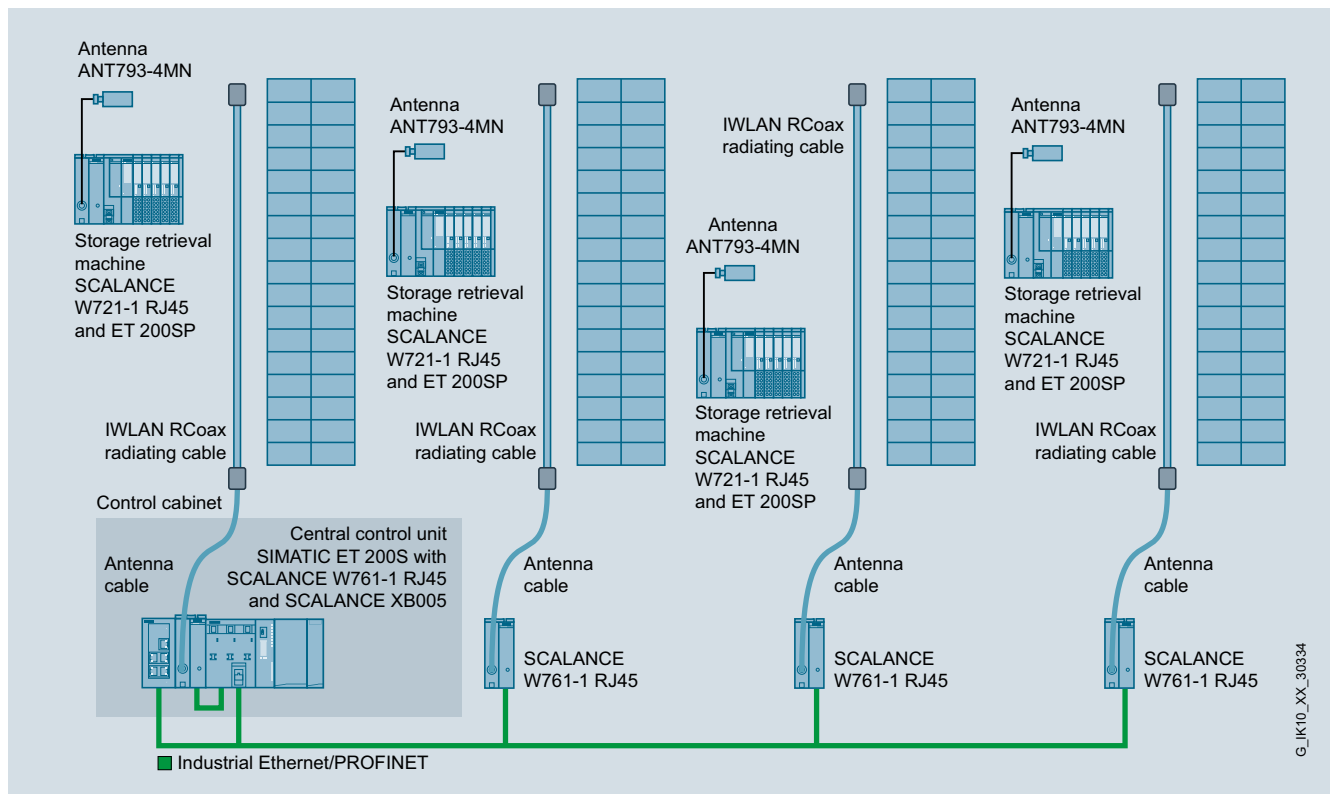 Antenna
ANT793-4MN
Storage retrieval
machine
SCALANCE
W721-1 RJ45
and ET 200SP
IWLAN RCoax
radiating cable
Antenna
ANT793-4MN
Storage retrieval
machine
SCALANCE
W721-1 RJ45
and ET 200SP
IWLAN RCoax
radiating cable
IWLAN RCoax
radiating cable
Antenna
ANT793-4MN
Storage retrieval
machine
SCALANCE
W721-1 RJ45
and ET 200SP
Antenna
ANT793-4MN
Storage retrieval
machine
SCALANCE
W721-1 RJ45
and ET 200SP
IWLAN RCoax
radiating cable
Control cabinet
Central control unit
SIMATIC ET 200S with
SCALANCE W761-1 RJ45
and SCALANCE XB005
Antenna
cable
Antenna
cable
Antenna
cable
Antenna
cable
SCALANCE
W761-1 RJ45
SCALANCE
W761-1 RJ45
SCALANCE
W761-1 RJ45
Industrial Ethernet/PROFINET
G_IK10_XX_30334